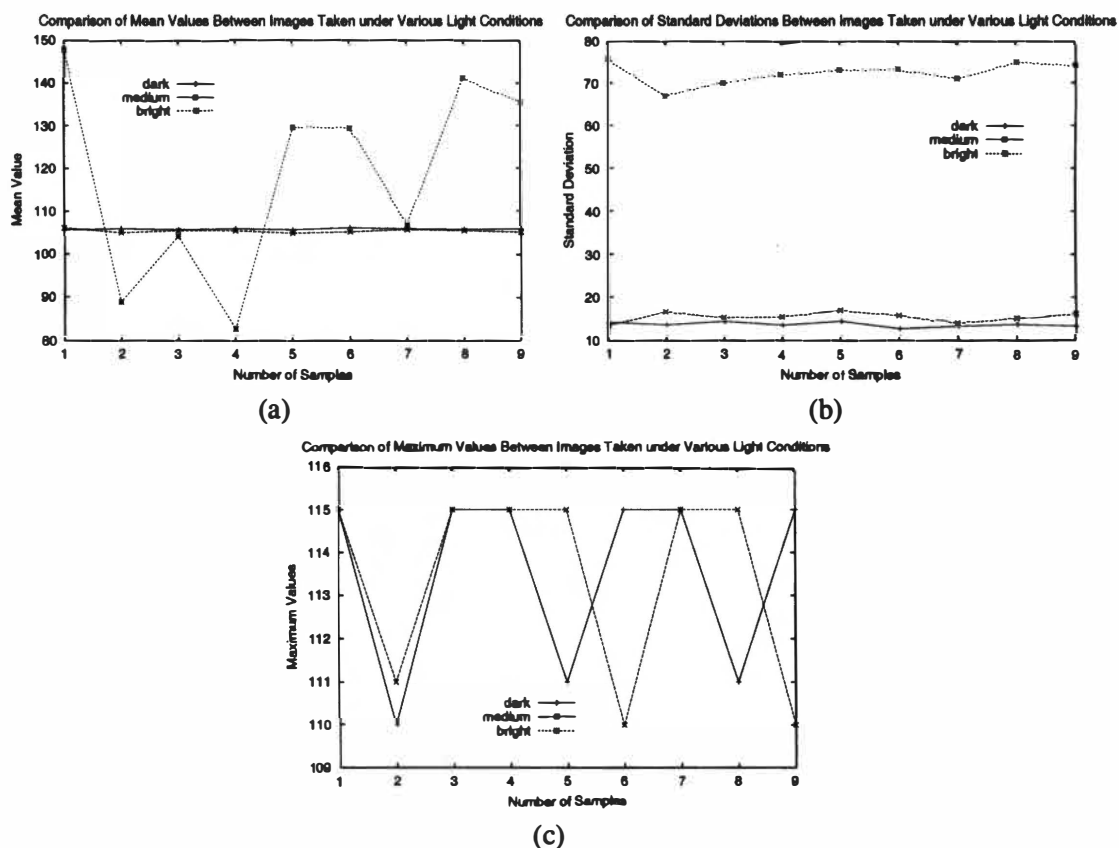 Comparison of Mean Values Between Images Taken under Various Light Conditions
150
140
130
120
110
100
90
80
Mean Value
dark
medium
bright
1 2 3 4 5 6 7 8 9
Number of Samples
(a)
Comparison of Standard Deviations Between Images Taken under Various Light Conditions
80
70
60
50
40
30
20
10
Standard Deviation
dark
medium
bright
1 2 3 4 5 6 7 8 9
Number of Samples
(b)
Comparison of Maximum Values Between Images Taken under Various Light Conditions
116
115
114
113
112
111
110
109
Maximum Values
dark
medium
bright
1 2 3 4 5 6 7 8 9
Number of Samples
(c)